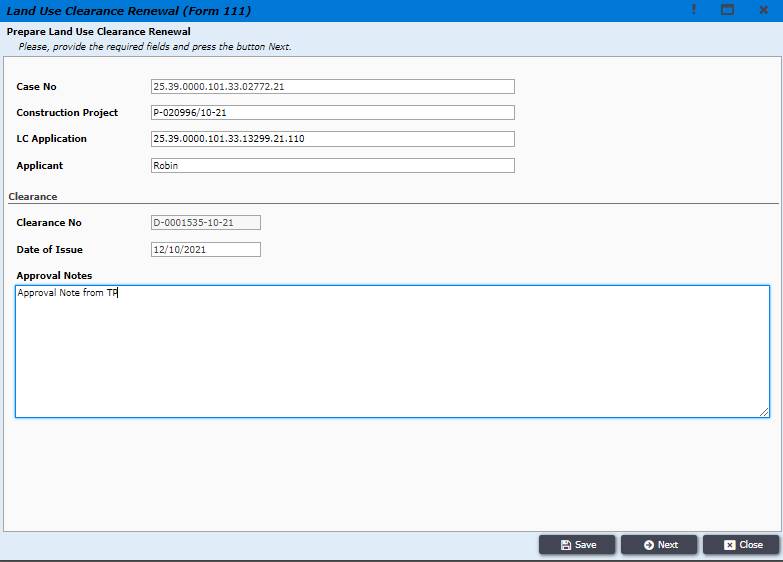 Land Use Clearance Renewal (Form 111)
Prepare Land Use Clearance Renewal
Please, provide the required fields and press the button Next.
Case No 25.39.0000.101.33.02772.21
Construction Project P-020996/10-21
LC Application 25.39.0000.101.33.13299.21.110
Applicant Robin
Clearance
Clearance No D-0001535-10-21
Date of Issue 12/10/2021
Approval Notes
Approval Note from TP
Save Next Close